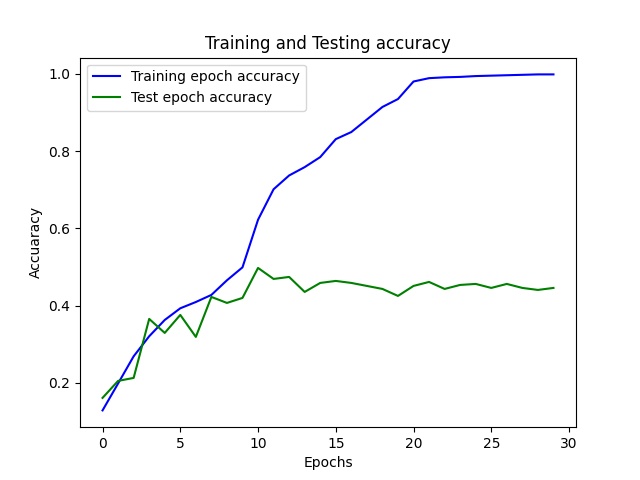 Training and Testing accuracy
Training epoch accuracy
Test epoch accuracy
1.0
0.8
0.6
0.4
0.2
Accuaracy
0 5 10 15 20 25 30
Epochs